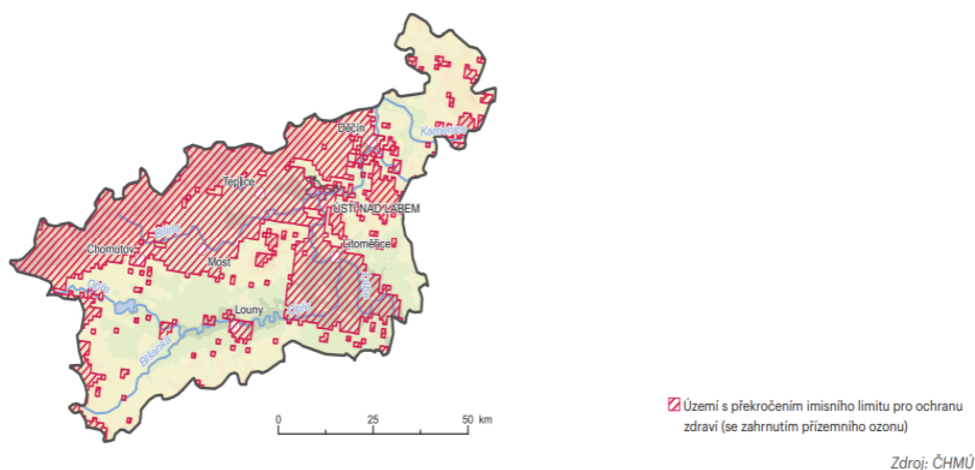 Děčín
Kamenice
Teplice
ÚSTÍ NAD LABEM
Bílina
Chomutov
Litoměřice
Most
Ohře
Labe
Louny
Ohře
Blšanka
0 25 50 km
Území s překročením imisního limitu pro ochranu
zdraví (se zahrnutím přízemního ozonu)
Zdroj: ČHMÚ